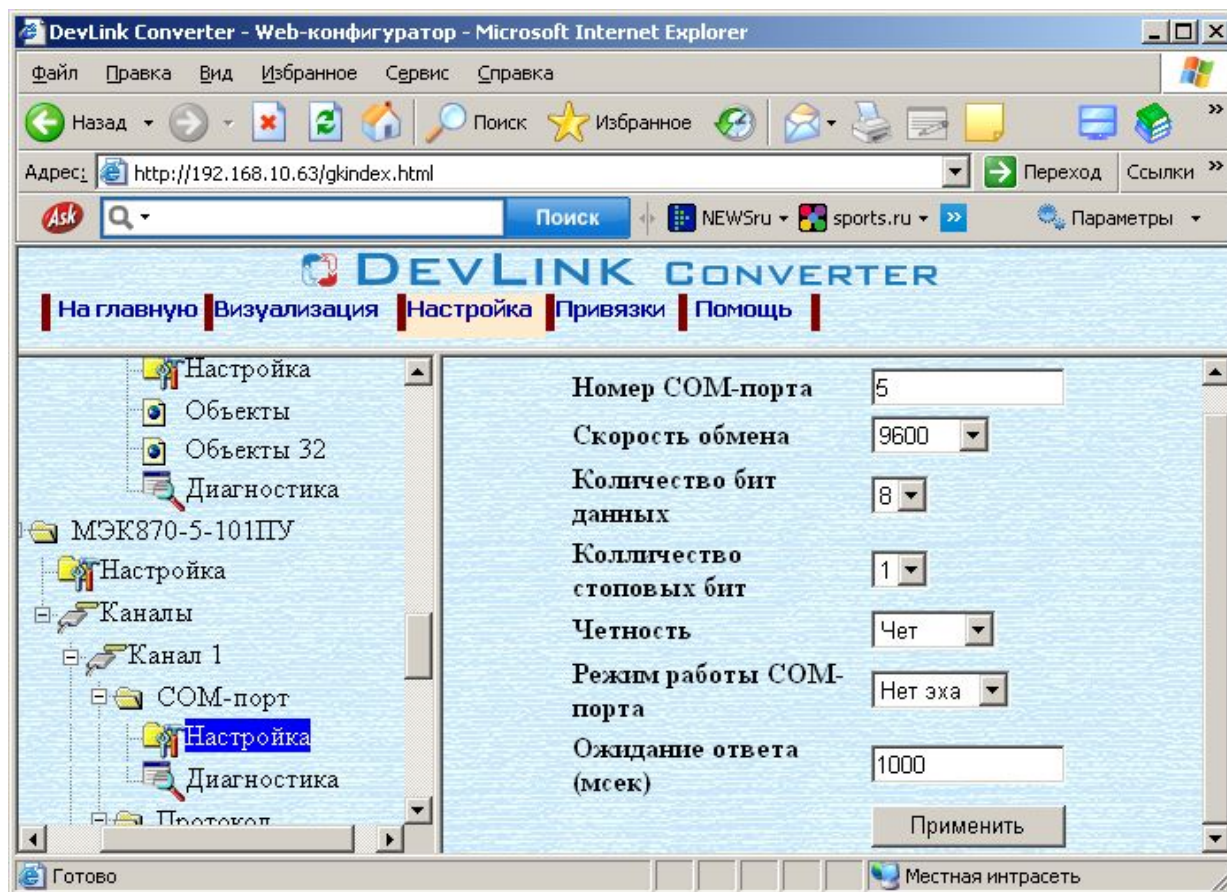 DevLink Converter - Web-конфигуратор - Microsoft Internet Explorer
Файл Правка Вид Избранное Сервис Справка
Назад Поиск Избранное »
Адрес: http://192.168.10.63/gkindex.html Переход Ссылки »
Ask Поиск NEWSru sports.ru » Параметры
DEVLINK CONVERTER
На главную Визуализация Настройка Привязки Помощь
Настройка
Объекты
Объекты 32
Диагностика
МЭК870-5-101ПУ
Настройка
Каналы
Канал 1
COM-порт
Настройка
Диагностика
Протокол
Номер COM-порта 5
Скорость обмена 9600
Количество бит
данных 8
Колличество
стоповых бит 1
Четность Чет
Режим работы COM-
порта Нет эха
Ожидание ответа
(мсек) 1000
Применить
Готово Местная интрасеть